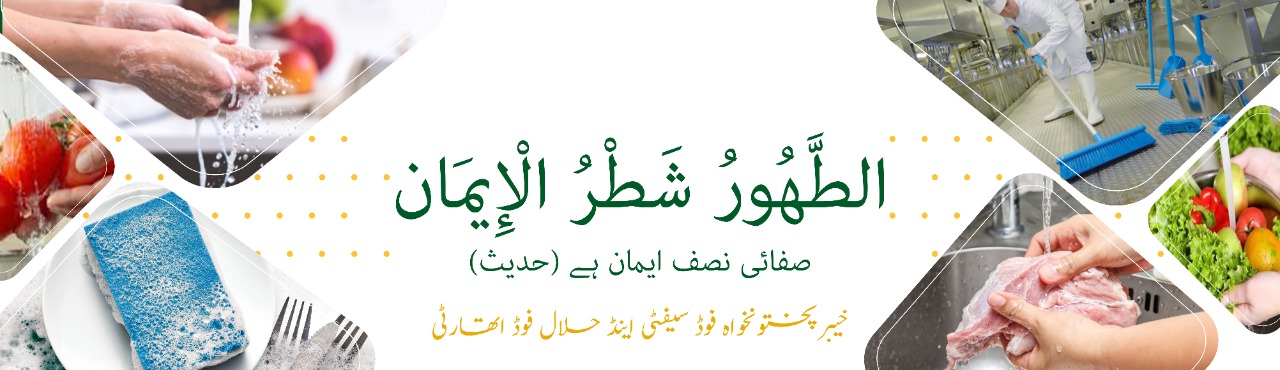 الطَّهُورُ شَطْرُ الْإِيمَان
صفائی نصف ایمان ہے (حدیث)
خیبر پختونخواہ فوڈ سیفٹی اینڈ حلال فوڈ اتھارٹی